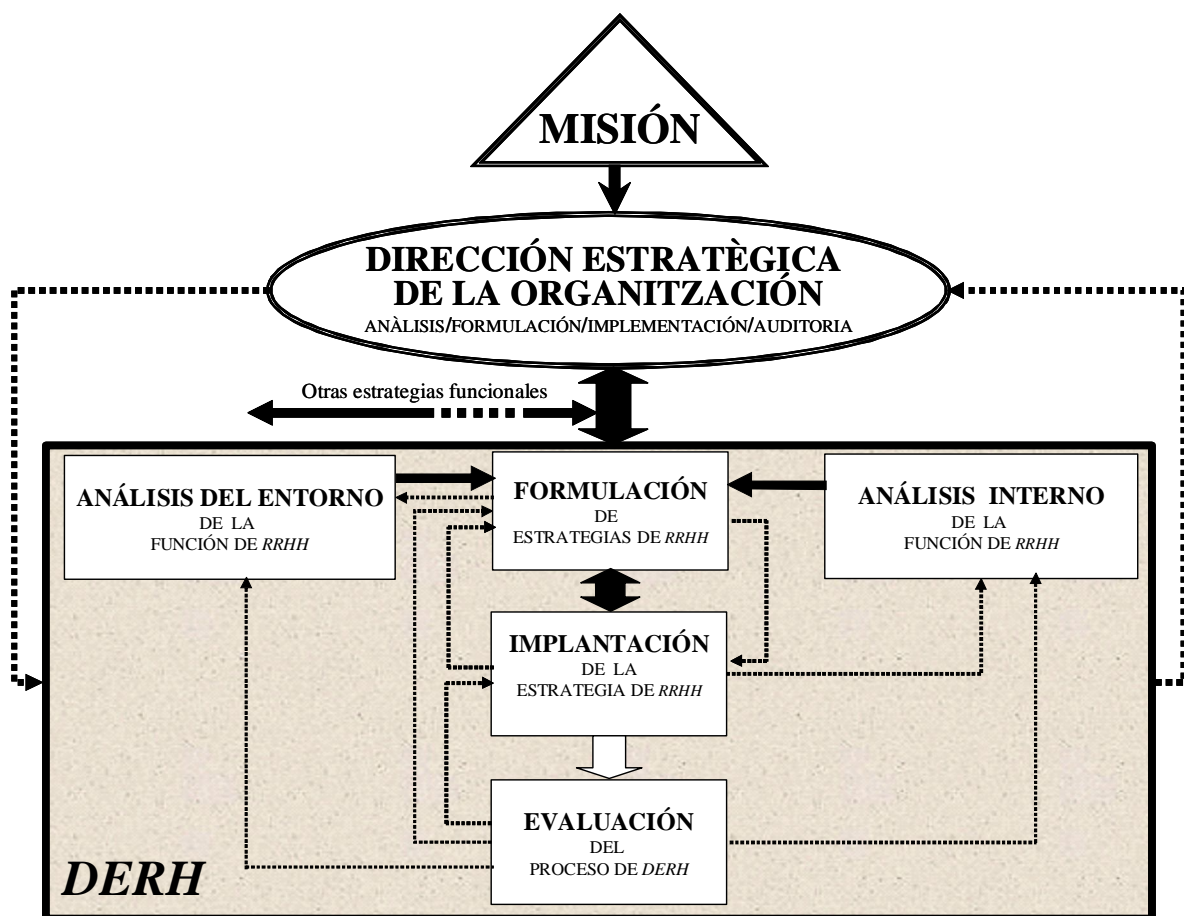 MISIÓN
DIRECCIÓN ESTRATÈGICA
DE LA ORGANITZACIÓN
ANÀLISIS/FORMULACIÓN/IMPLEMENTACIÓN/AUDITORIA
Otras estrategias funcionales
ANÁLISIS DEL ENTORNO
DE LA
FUNCIÓN DE RRHH
FORMULACIÓN
DE
ESTRATEGIAS DE RRHH
ANÁLISIS INTERNO
DE LA
FUNCIÓN DE RRHH
IMPLANTACIÓN
DE LA
ESTRATEGIA DE RRHH
EVALUACIÓN
DEL
PROCESO DE DERH
DERH